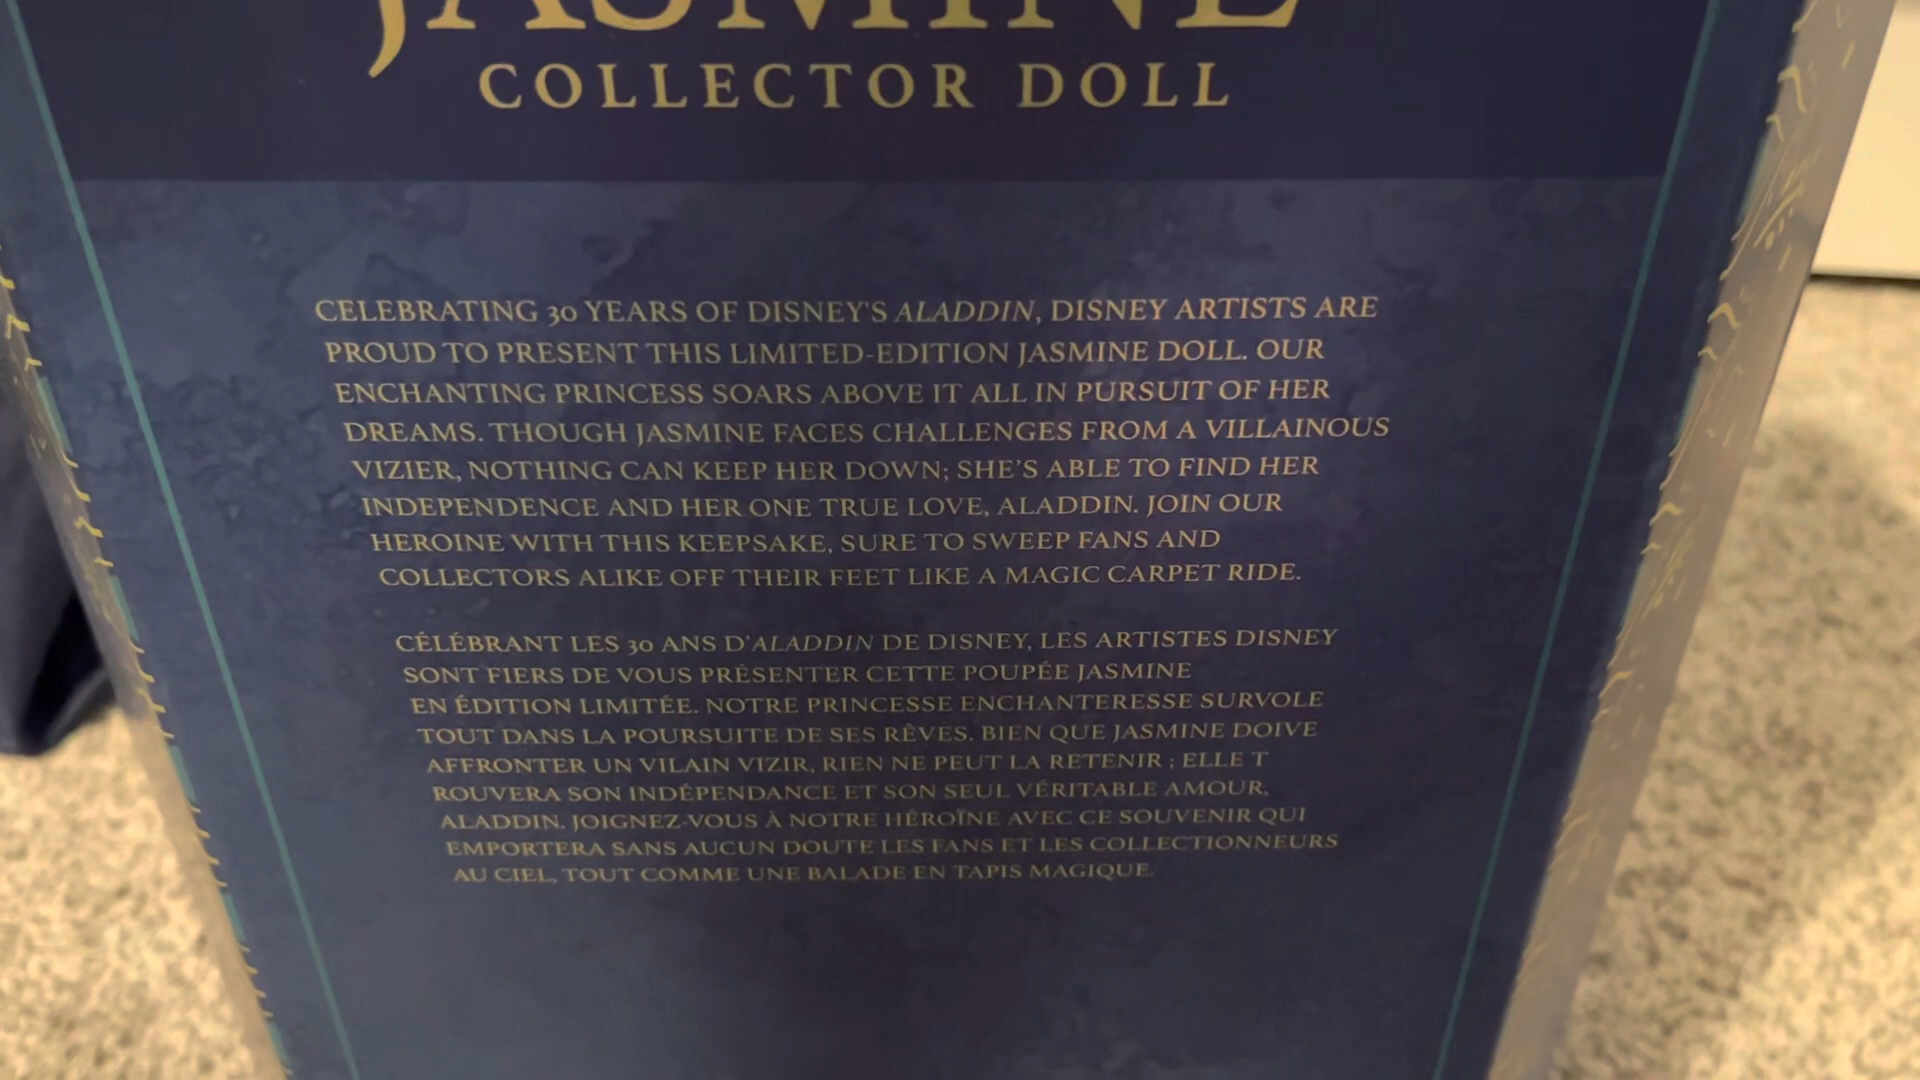 JASMINE
COLLECTOR DOLL
CELEBRATING 30 YEARS OF DISNEY'S ALADDIN, DISNEY ARTISTS ARE
PROUD TO PRESENT THIS LIMITED-EDITION JASMINE DOLL. OUR
ENCHANTING PRINCESS SOARS ABOVE IT ALL IN PURSUIT OF HER
DREAMS. THOUGH JASMINE FACES CHALLENGES FROM A VILLAINOUS
VIZIER, NOTHING CAN KEEP HER DOWN; SHE'S ABLE TO FIND HER
INDEPENDENCE AND HER ONE TRUE LOVE, ALADDIN. JOIN OUR
HEROINE WITH THIS KEEPSAKE, SURE TO SWEEP FANS AND
COLLECTORS ALIKE OFF THEIR FEET LIKE A MAGIC CARPET RIDE.
CÉLÉBRANT LES 30 ANS D'ALADDIN DE DISNEY, LES ARTISTES DISNEY
SONT FIERS DE VOUS PRÉSENTER CETTE POUPÉE JASMINE
EN ÉDITION LIMITÉE. NOTRE PRINCESSE ENCHANTERESSE SURVOLE
TOUT DANS LA POURSUITE DE SES RÊVES. BIEN QUE JASMINE DOIVE
AFFRONTER UN VILAIN VIZIR, RIEN NE PEUT LA RETENIR ; ELLE T
ROUVERA SON INDÉPENDANCE ET SON SEUL VÉRITABLE AMOUR,
ALADDIN. JOIGNEZ-VOUS À NOTRE HÉROÏNE AVEC CE SOUVENIR QUI
EMPORTERA SANS AUCUN DOUTE LES FANS ET LES COLLECTIONNEURS
AU CIEL, TOUT COMME UNE BALADE EN TAPIS MAGIQUE.